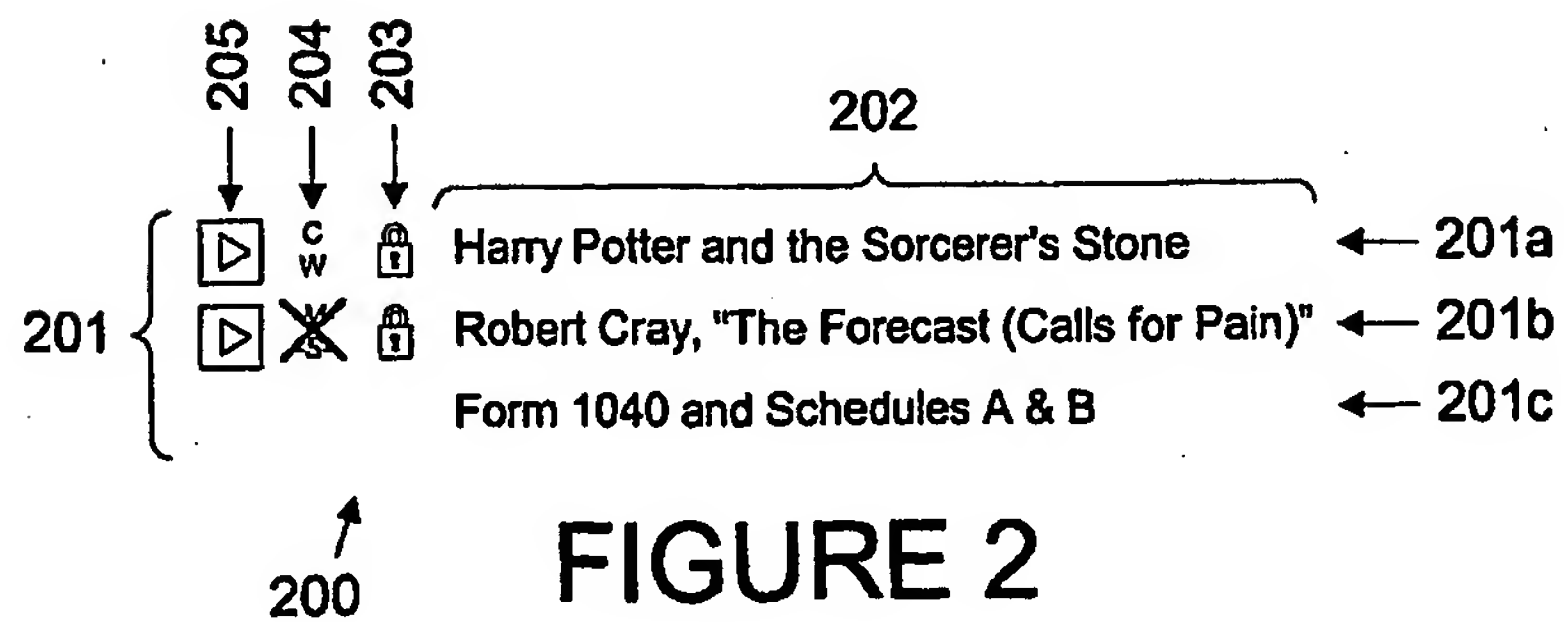 205 204 203
202
C
W
Harry Potter and the Sorcerer's Stone 201a
201
Robert Cray, "The Forecast (Calls for Pain)" 201b
Form 1040 and Schedules A & B 201c
200
FIGURE 2